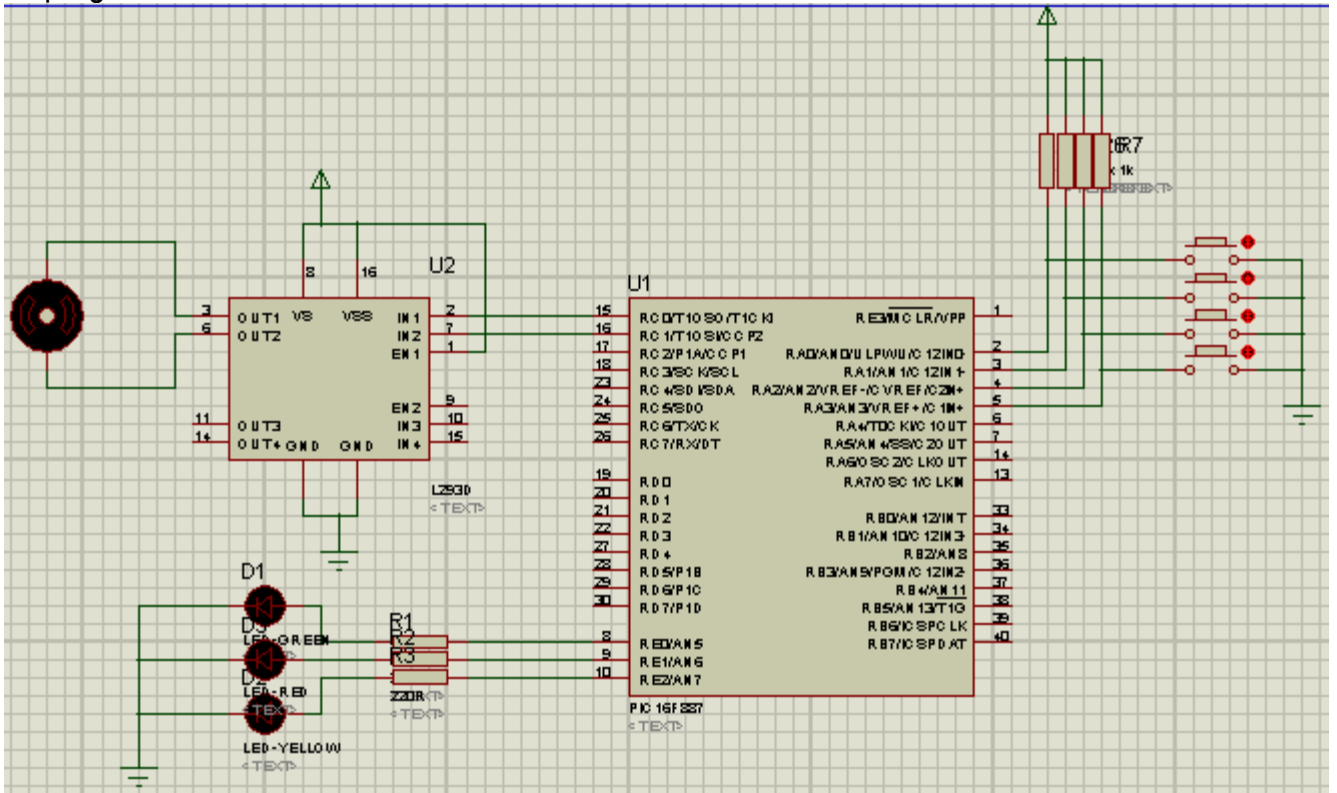 U2
8
16
3
OUT1
VS
VSS
IN1
2
6
OUT2
IN2
7
EN1
1
EN2
9
11
OUT3
IN3
10
14
OUT4
GND
GND
IN4
15
L293D
<TEXT>
U1
15
RC0/T1OSO/T1CKI
RE3/MCLR/VPP
1
16
RC1/T1OSI/CCP2
17
RC2/P1A/CCP1
RA0/AN0/ULPWU/C12IN0-
2
18
RC3/SCK/SCL
RA1/AN1/C12IN1-
3
23
RC4/SDI/SDA
RA2/AN2/VREF-/CVREF/C2IN+
4
24
RC5/SDO
RA3/AN3/VREF+/C1IN+
5
25
RC6/TX/CK
RA4/T0CKI/C1OUT
6
26
RC7/RX/DT
RA5/AN4/SS/C2OUT
7
RA6/OSC2/CLKOUT
14
19
RD0
RA7/OSC1/CLKIN
13
20
RD1
21
RD2
RB0/AN12/INT
33
22
RD3
RB1/AN10/C12IN3-
34
27
RD4
RB2/AN8
35
28
RD5/P1B
RB3/AN9/PGM/C12IN2-
36
29
RD6/P1C
RB4/AN11
37
30
RD7/P1D
RB5/AN13/T1G
38
RB6/ICSPCLK
39
8
RE0/AN5
RB7/ICSPDAT
40
9
RE1/AN6
10
RE2/AN7
PIC16F887
<TEXT>
D1
LED-GREEN
D3
LED-RED
<TEXT>
D2
LED-YELLOW
<TEXT>
R1
R2
R3
220R
<TEXT>
R7
1k